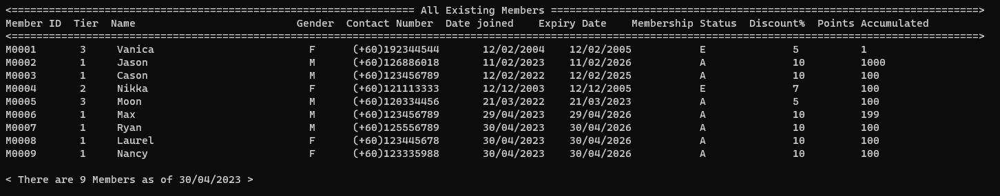 <================================================================= All Existing Members =====================================================================>
Member ID  Tier  Name                          Gender  Contact Number  Date joined    Expiry Date    Membership Status  Discount%  Points Accumulated
<============================================================================================================================================================>
M0001       3     Vanica                         F      (+60)192344544       12/02/2004    12/02/2005           E              5          1
M0002       1     Jason                          M      (+60)126886018       11/02/2023    11/02/2026           A              10         1000
M0003       1     Cason                          M      (+60)123456789       12/02/2022    12/02/2025           A              10         100
M0004       2     Nikka                          F      (+60)121113333       12/12/2003    12/12/2005           E              7          100
M0005       3     Moon                           M      (+60)120334456       21/03/2022    21/03/2023           A              5          100
M0006       1     Max                            M      (+60)123456789       29/04/2023    29/04/2026           A              10         199
M0007       1     Ryan                           M      (+60)125556789       30/04/2023    30/04/2026           A              10         100
M0008       1     Laurel                         F      (+60)123445678       30/04/2023    30/04/2026           A              10         100
M0009       1     Nancy                          F      (+60)123335988       30/04/2023    30/04/2026           A              10         100
< There are 9 Members as of 30/04/2023 >